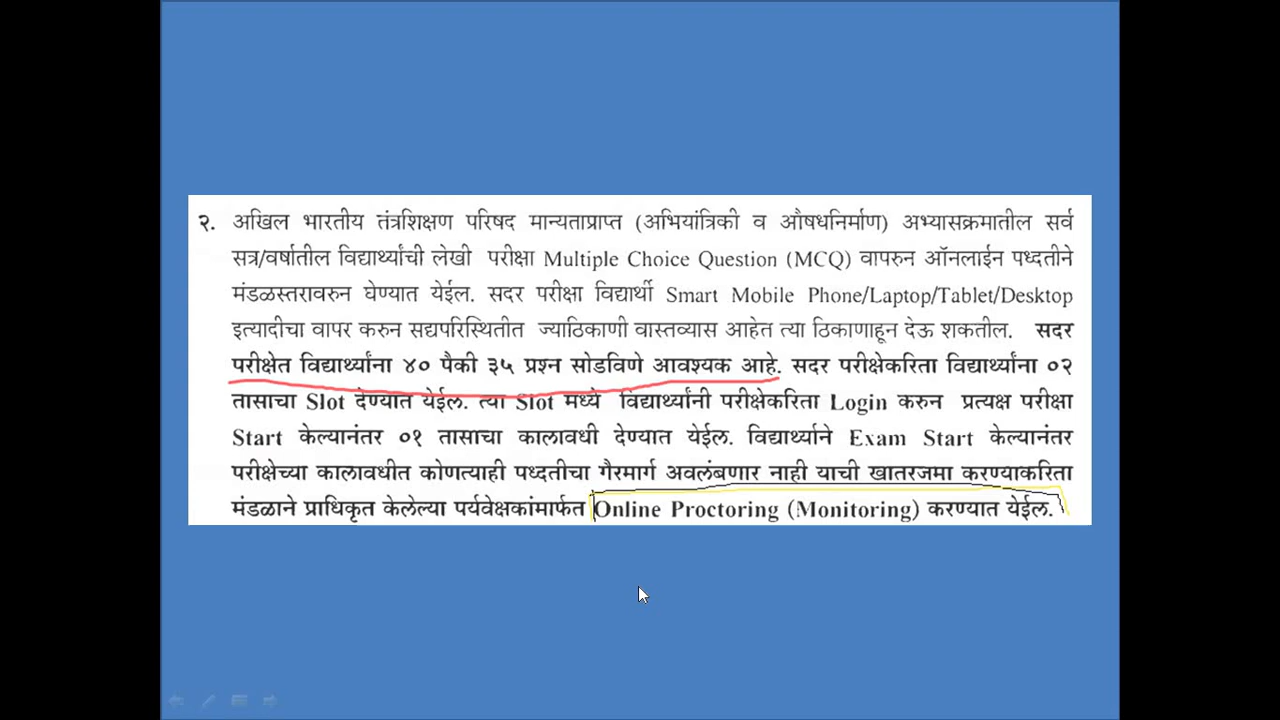 २. अखिल भारतीय तंत्रशिक्षण परिषद मान्यताप्राप्त (अभियांत्रिकी व औषधनिर्माण) अभ्यासक्रमातील सर्व
सत्र/वर्षातील विद्यार्थ्यांची लेखी परीक्षा Multiple Choice Question (MCQ) वापरुन ऑनलाईन पध्दतीने
मंडळस्तरावरुन घेण्यात येईल. सदर परीक्षा विद्यार्थी Smart Mobile Phone/Laptop/Tablet/Desktop
इत्यादीचा वापर करुन सद्यपरिस्थितीत ज्याठिकाणी वास्तव्यास आहेत त्या ठिकाणाहून देऊ शकतील. सदर
परीक्षेत विद्यार्थ्यांना ४० पैकी ३५ प्रश्न सोडविणे आवश्यक आहे. सदर परीक्षेकरिता विद्यार्थ्यांना ०२
तासाचा Slot देण्यात येईल. त्या Slot मध्ये विद्यार्थ्यांनी परीक्षेकरिता Login करुन प्रत्यक्ष परीक्षा
Start केल्यानंतर ०१ तासाचा कालावधी देण्यात येईल. विद्यार्थ्याने Exam Start केल्यानंतर
परीक्षेच्या कालावधीत कोणत्याही पध्दतीचा गैरमार्ग अवलंबणार नाही याची खातरजमा करण्याकरिता
मंडळाने प्राधिकृत केलेल्या पर्यवेक्षकांमार्फत Online Proctoring (Monitoring) करण्यात येईल.